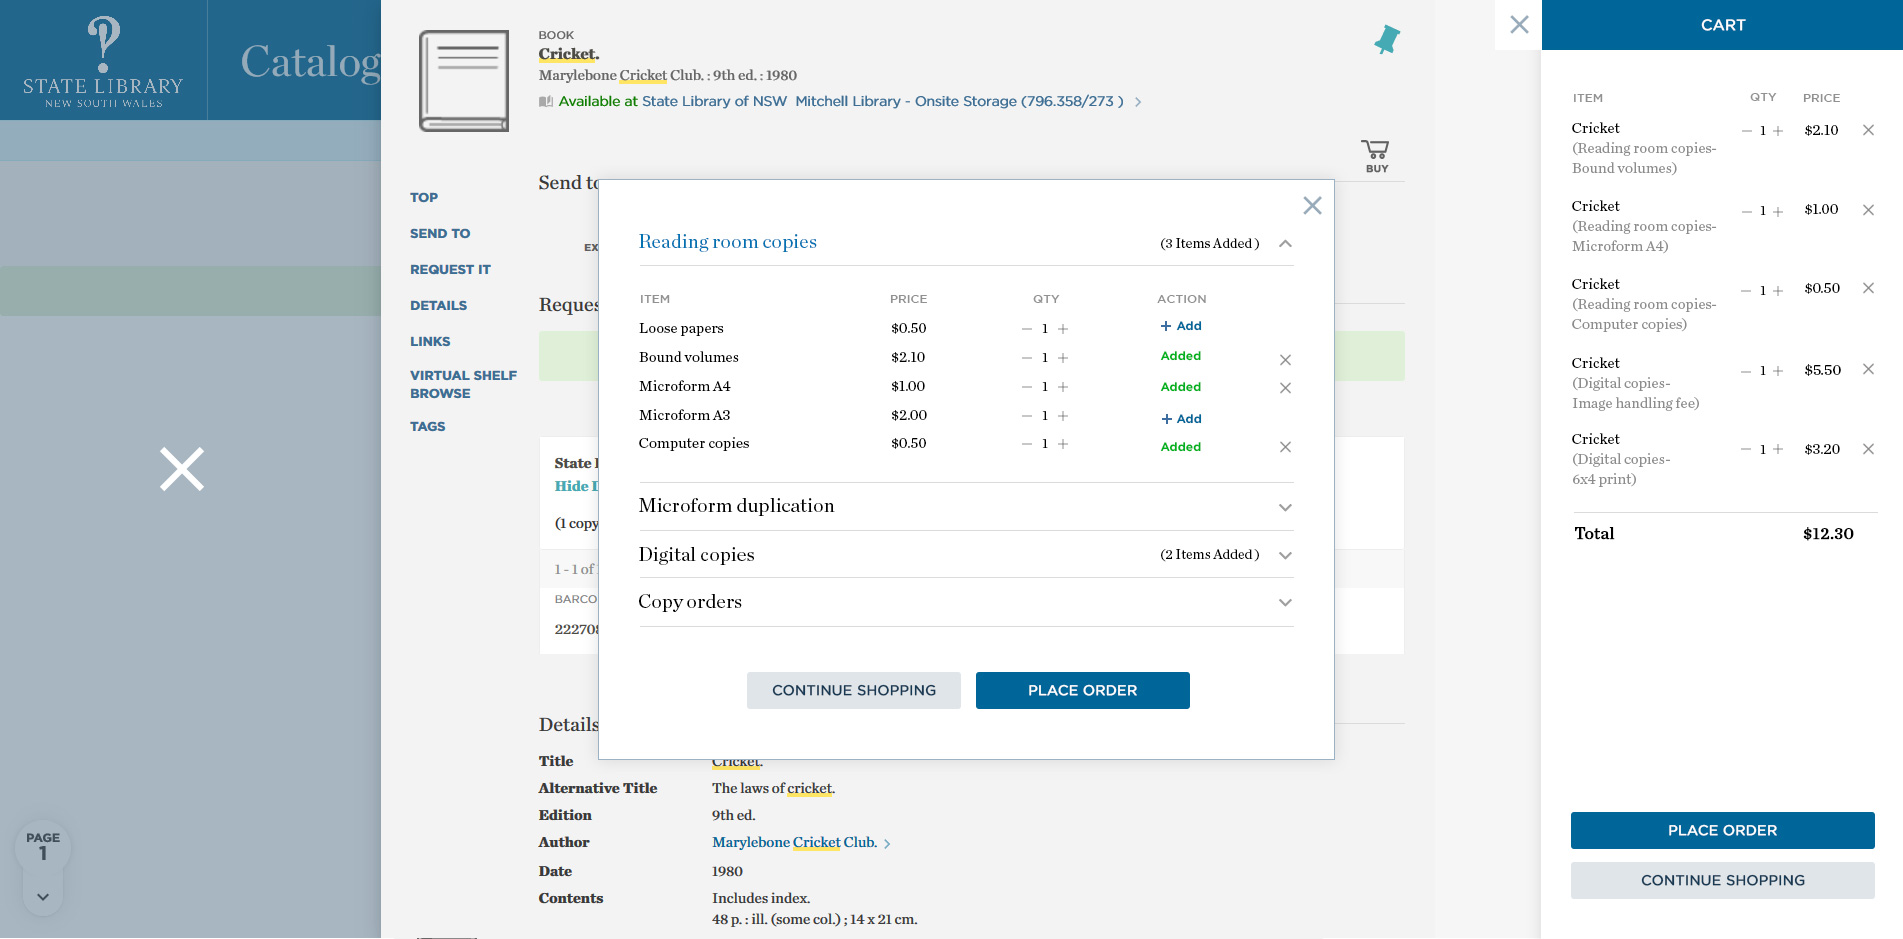 STATE LIBRARY
NEW SOUTH WALES
Catalog
BOOK
Cricket.
Marylebone Cricket Club. : 9th ed. : 1980
Available at State Library of NSW Mitchell Library - Onsite Storage (796.358/273 )
BUY
TOP
SEND TO
REQUEST IT
DETAILS
LINKS
VIRTUAL SHELF
BROWSE
TAGS
Send to
EX
Reques
State
Hide
(1 copy
1 - 1 of
BARCO
22270
Reading room copies (3 Items Added )
ITEM PRICE QTY ACTION
Loose papers $0.50 − 1 + + Add
Bound volumes $2.10 − 1 + Added
Microform A4 $1.00 − 1 + Added
Microform A3 $2.00 − 1 + + Add
Computer copies $0.50 − 1 + Added
Microform duplication
Digital copies (2 Items Added )
Copy orders
CONTINUE SHOPPING PLACE ORDER
Details
Title Cricket.
Alternative Title The laws of cricket.
Edition 9th ed.
Author Marylebone Cricket Club.
Date 1980
Contents Includes index.
48 p. : ill. (some col.) ; 14 x 21 cm.
PAGE
1
CART
ITEM QTY PRICE
Cricket − 1 + $2.10
(Reading room copies-
Bound volumes)
Cricket − 1 + $1.00
(Reading room copies-
Microform A4)
Cricket − 1 + $0.50
(Reading room copies-
Computer copies)
Cricket − 1 + $5.50
(Digital copies-
Image handling fee)
Cricket − 1 + $3.20
(Digital copies-
6x4 print)
Total $12.30
PLACE ORDER
CONTINUE SHOPPING